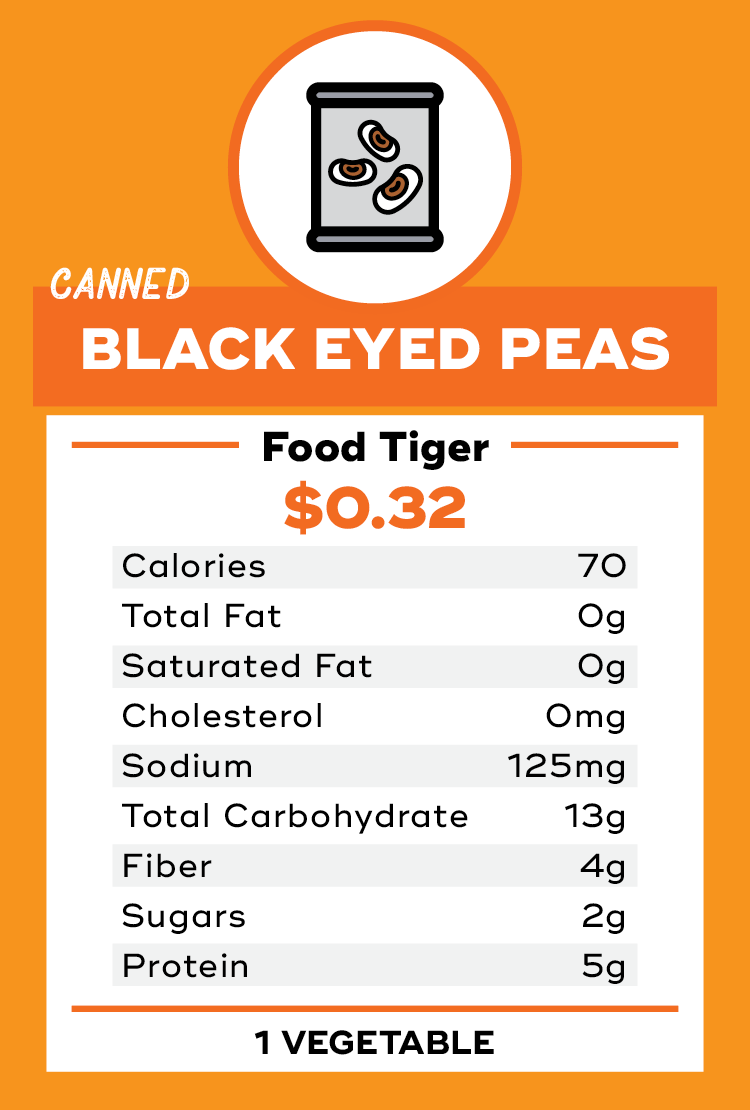 CANNED
BLACK EYED PEAS
Food Tiger
$0.32
Calories 70
Total Fat 0g
Saturated Fat 0g
Cholesterol 0mg
Sodium 125mg
Total Carbohydrate 13g
Fiber 4g
Sugars 2g
Protein 5g
1 VEGETABLE